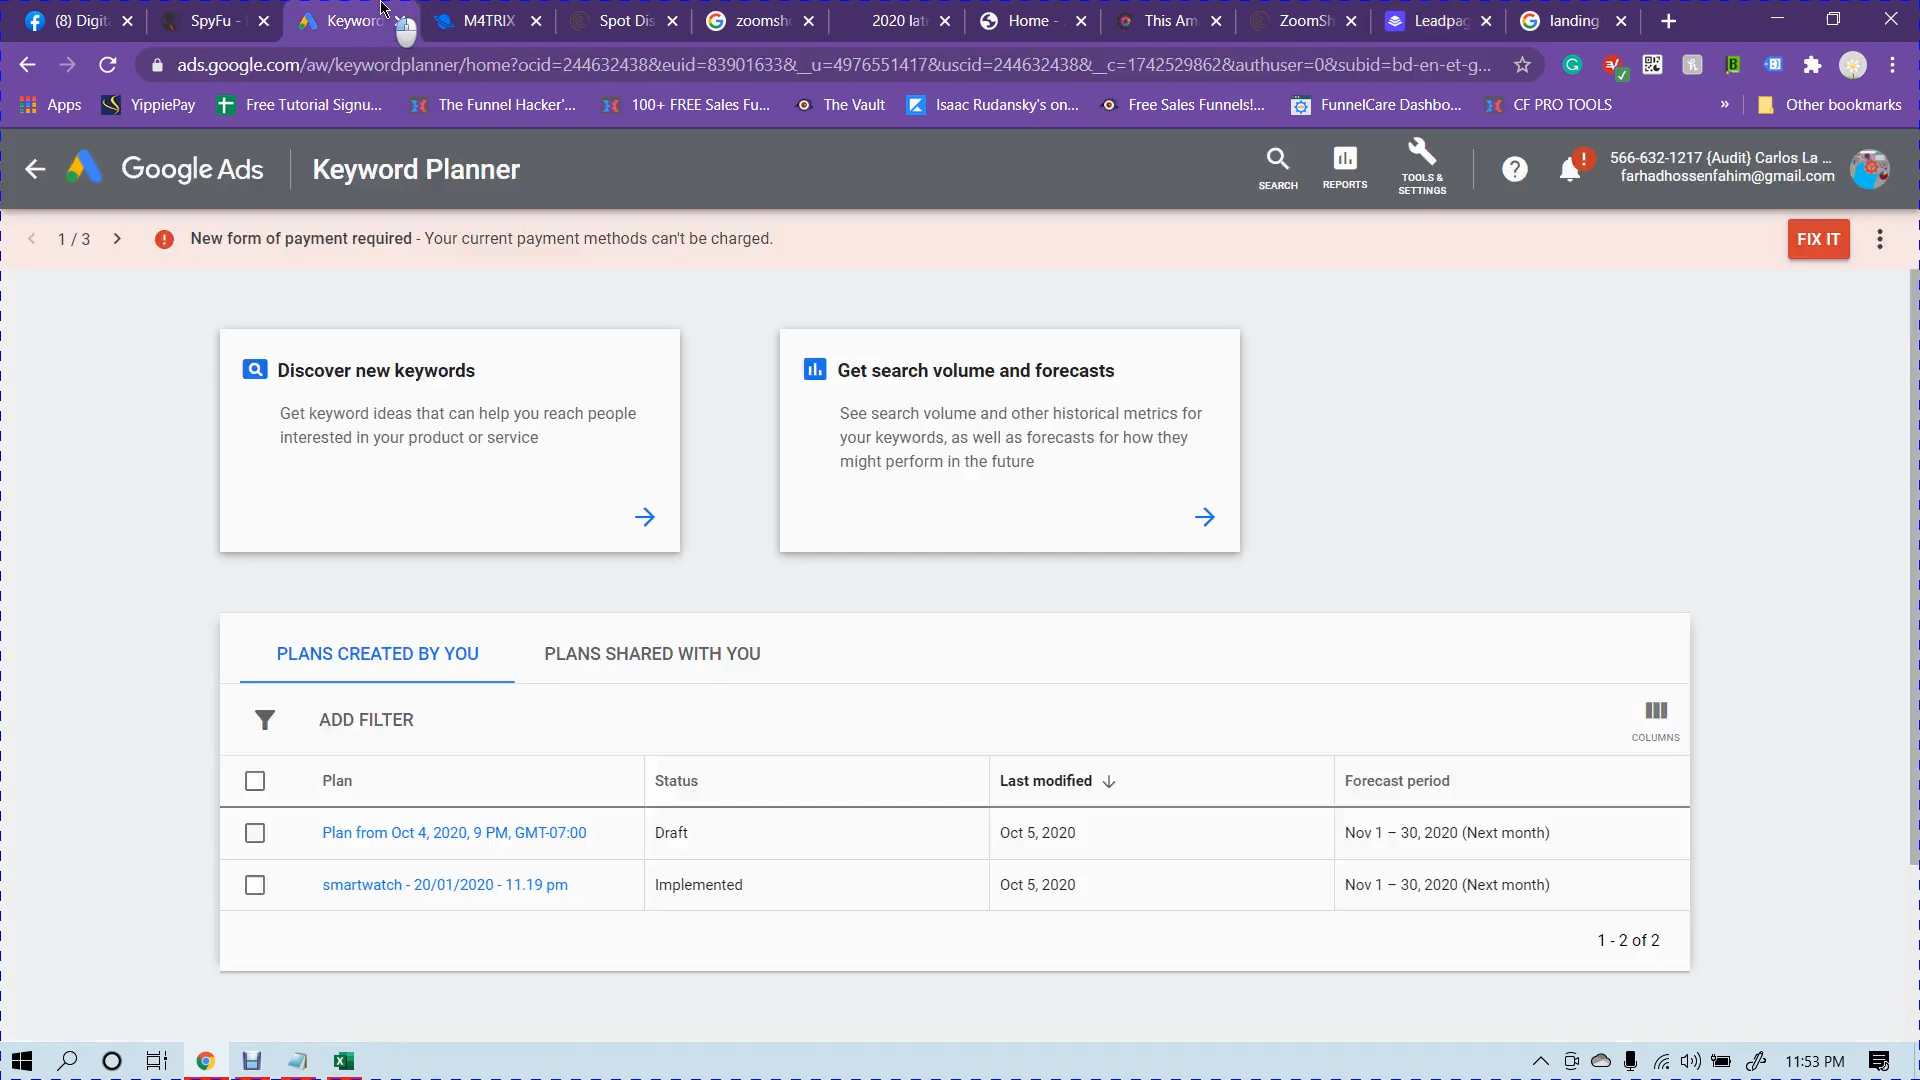 (8) Digit
SpyFu -
Keyword
M4TRIX
Spot Dis
zoomsh
2020 lat
Home -
This Am
ZoomSh
Leadpag
landing
ads.google.com/aw/keywordplanner/home?ocid=244632438&euid=83901633&__u=4976551417&uscid=244632438&__c=1742529862&authuser=0&subid=bd-en-et-g...
Apps
YippiePay
Free Tutorial Signu...
The Funnel Hacker'...
100+ FREE Sales Fu...
The Vault
Isaac Rudansky's on...
Free Sales Funnels!...
FunnelCare Dashbo...
CF PRO TOOLS
»
Other bookmarks
Google Ads
Keyword Planner
SEARCH
REPORTS
TOOLS &
SETTINGS
566-632-1217 {Audit} Carlos La ...
farhadhossenfahim@gmail.com
1 / 3
New form of payment required - Your current payment methods can't be charged.
FIX IT
Discover new keywords
Get keyword ideas that can help you reach people
interested in your product or service
Get search volume and forecasts
See search volume and other historical metrics for
your keywords, as well as forecasts for how they
might perform in the future
PLANS CREATED BY YOU
PLANS SHARED WITH YOU
ADD FILTER
COLUMNS
Plan
Status
Last modified
Forecast period
Plan from Oct 4, 2020, 9 PM, GMT-07:00
Draft
Oct 5, 2020
Nov 1 – 30, 2020 (Next month)
smartwatch - 20/01/2020 - 11.19 pm
Implemented
Oct 5, 2020
Nov 1 – 30, 2020 (Next month)
1 - 2 of 2
11:53 PM